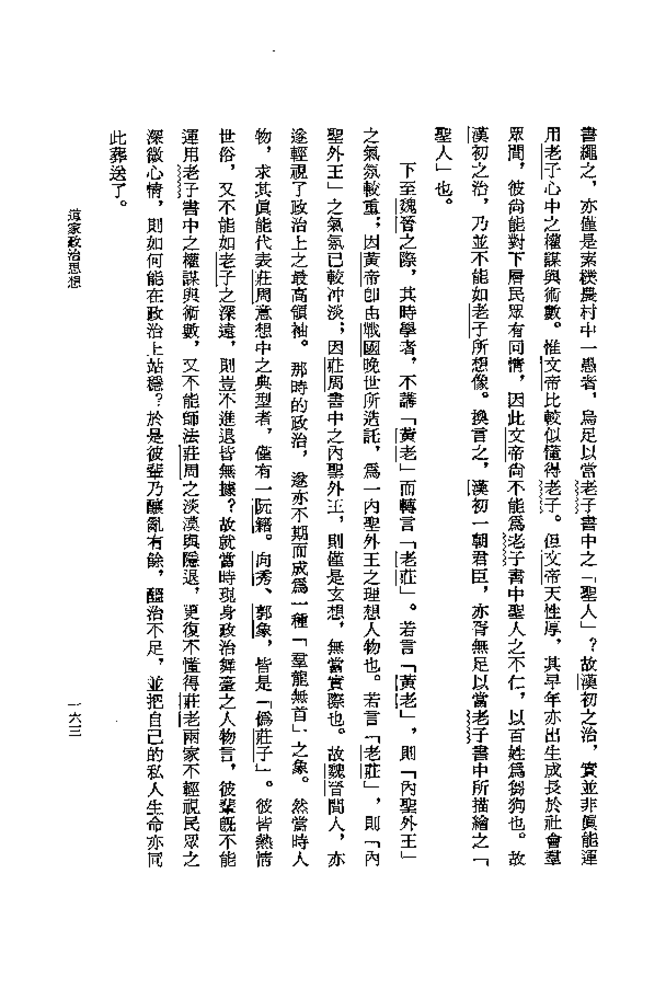 書繩之，亦僅是素樸農村中一愚者，烏足以當老子書中之「聖人」？故漢初之治，實並非眞能運
用老子心中之權謀與術數。惟文帝比較似懂得老子。但文帝天性厚，其早年亦出生成長於社會羣
眾間，彼尙能對下層民眾有同情，因此文帝尙不能爲老子書中聖人之不仁，以百姓爲芻狗也。故
漢初之治，乃並不能如老子所想像。換言之，漢初一朝君臣，亦胥無足以當老子書中所描繪之「
聖人」也。
下至魏晉之際，其時學者，不講「黃老」而轉言「老莊」。若言「黃老」，則「內聖外王」
之氣氛較重；因黃帝卽由戰國晚世所造託，爲一內聖外王之理想人物也。若言「老莊」，則「內
聖外王」之氣氛已較冲淡；因莊周書中之內聖外王，則僅是玄想，無當實際也。故魏晉間人，亦
遂輕視了政治上之最高領袖。那時的政治，遂亦不期而成爲一種「羣龍無首」之象。然當時人
物，求其眞能代表莊周意想中之典型者，僅有一阮籍。向秀、郭象，皆是「僞莊子」。彼皆熱情
世俗，又不能如老子之深遠，則豈不進退皆無據？故就當時現身政治舞臺之人物言，彼輩旣不能
運用老子書中之權謀與術數，又不能師法莊周之淡漠與隱退，更復不懂得莊老兩家不輕視民眾之
深微心情，則如何能在政治上站穩？於是彼輩乃釀亂有餘，醞治不足，並把自己的私人生命亦同
此葬送了。
道家政治思想
一六三